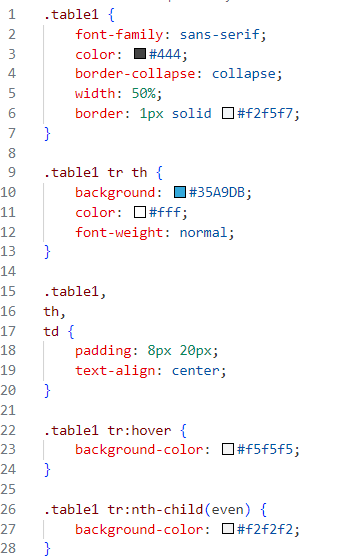 1 .table1 {
2     font-family: sans-serif;
3     color: #444;
4     border-collapse: collapse;
5     width: 50%;
6     border: 1px solid #f2f5f7;
7 }
8
9 .table1 tr th {
10     background: #35A9DB;
11     color: #fff;
12     font-weight: normal;
13 }
14
15 .table1,
16 th,
17 td {
18     padding: 8px 20px;
19     text-align: center;
20 }
21
22 .table1 tr:hover {
23     background-color: #f5f5f5;
24 }
25
26 .table1 tr:nth-child(even) {
27     background-color: #f2f2f2;
28 }